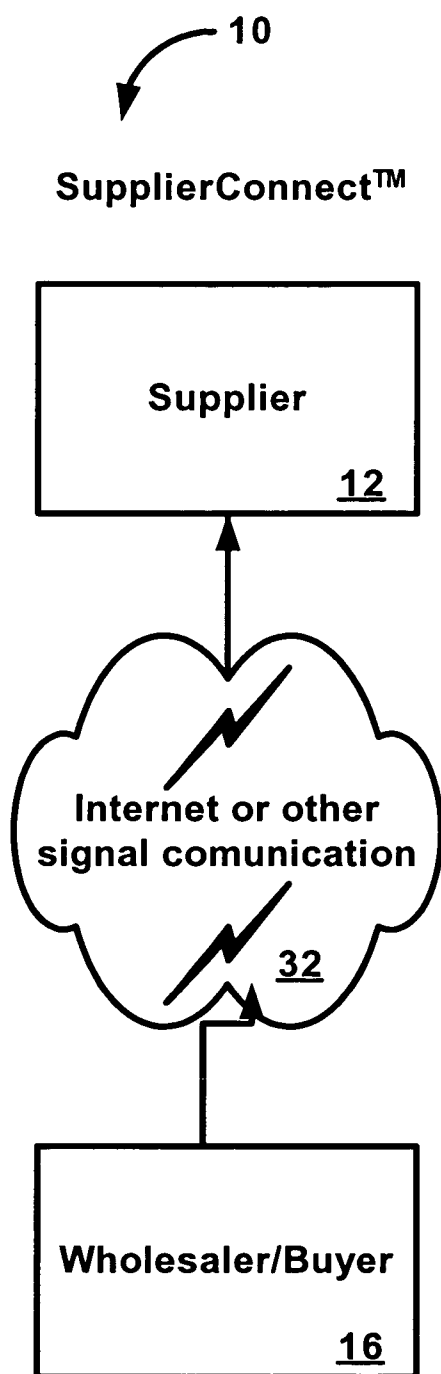 10
SupplierConnect™
Supplier
12
Internet or other
signal comunication
32
Wholesaler/Buyer
16